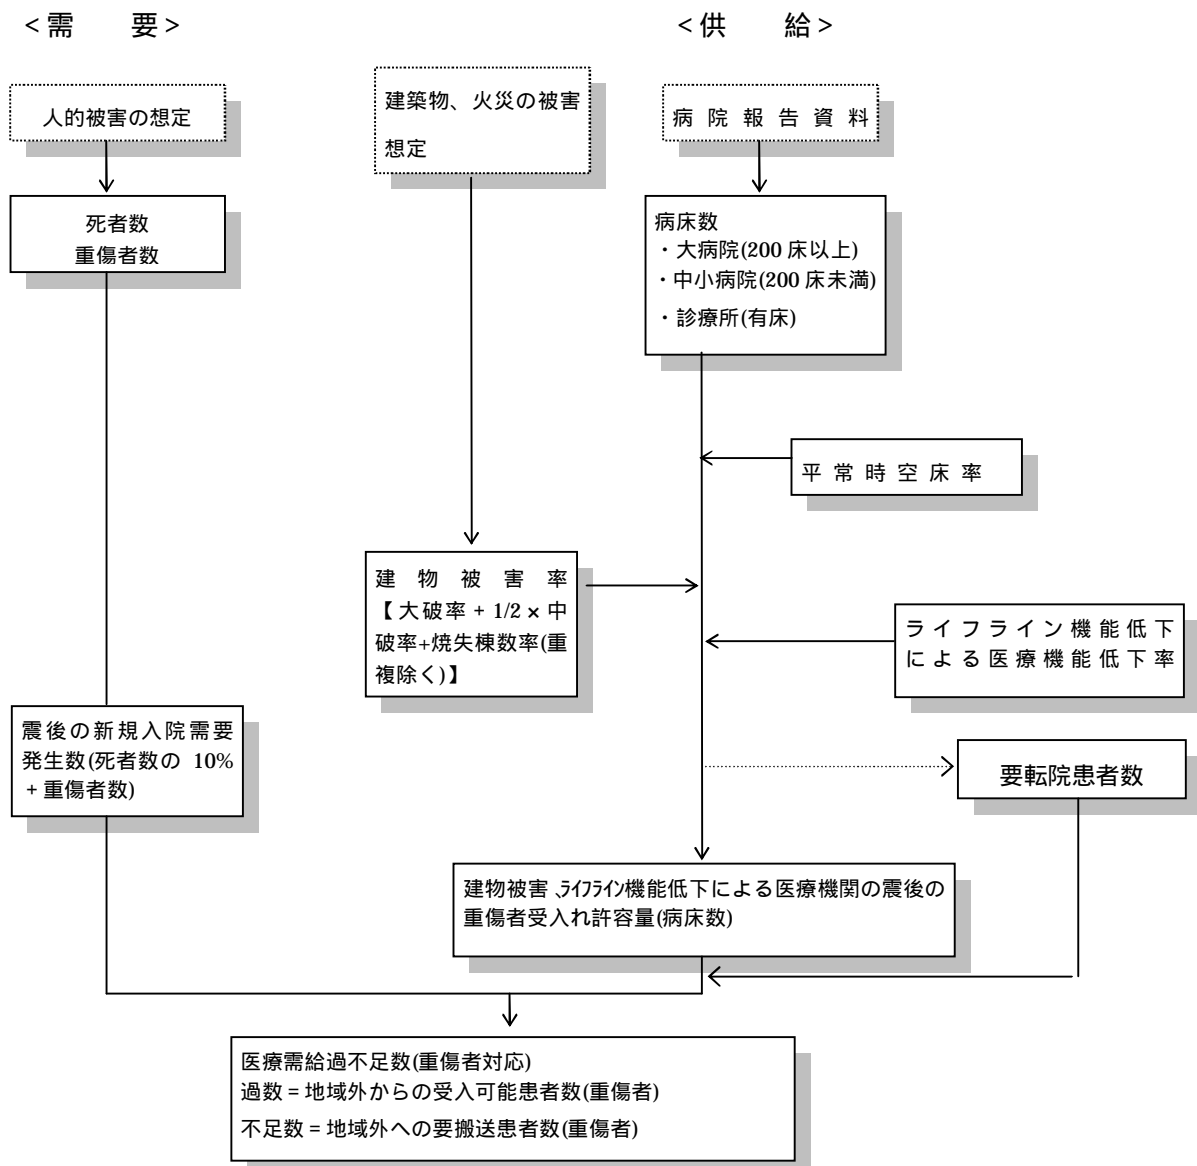 <需　要>
<供　給>
人的被害の想定
建築物、火災の被害
想定
病院報告資料
死者数
重傷者数
病床数
・大病院(200床以上)
・中小病院(200床未満)
・診療所(有床)
平常時空床率
建物被害率
【大破率+1/2×中
破率+焼失棟数率(重
複除く)】
ライフライン機能低下
による医療機能低下率
震後の新規入院需要
発生数(死者数の 10%
+重傷者数)
要転院患者数
建物被害、ライフライン機能低下による医療機関の震後の
重傷者受入れ許容量(病床数)
医療需給過不足数(重傷者対応)
過数=地域外からの受入可能患者数(重傷者)
不足数=地域外への要搬送患者数(重傷者)